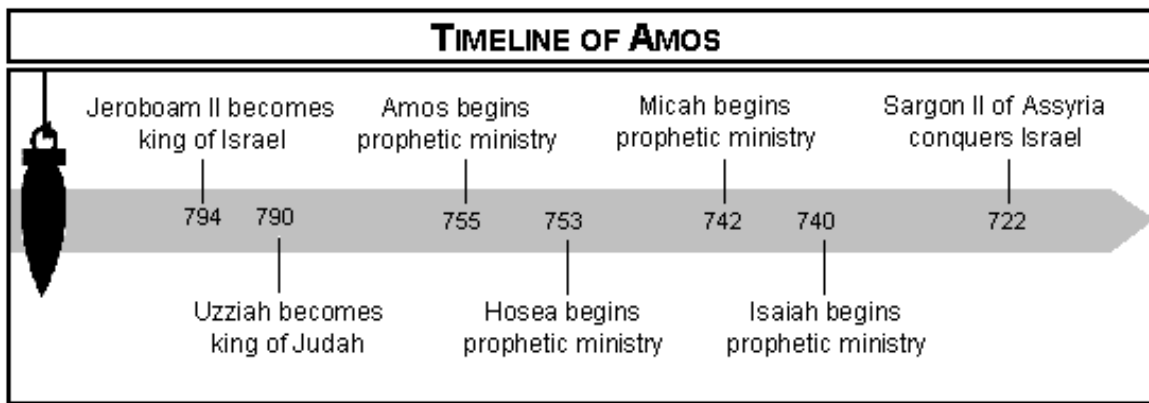 TIMELINE OF AMOS
Jeroboam II becomes
king of Israel
Amos begins
prophetic ministry
Micah begins
prophetic ministry
Sargon II of Assyria
conquers Israel
794 790 755 753 742 740 722
Uzziah becomes
king of Judah
Hosea begins
prophetic ministry
Isaiah begins
prophetic ministry